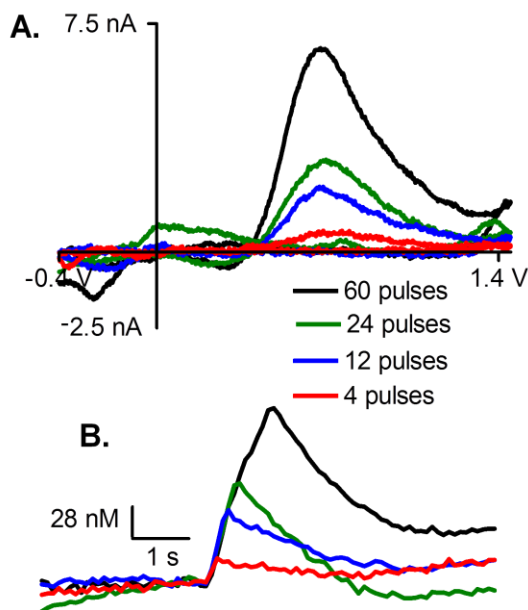 A.
7.5 nA
-0.4 V
1.4 V
-2.5 nA
60 pulses
24 pulses
12 pulses
4 pulses
B.
28 nM
1 s